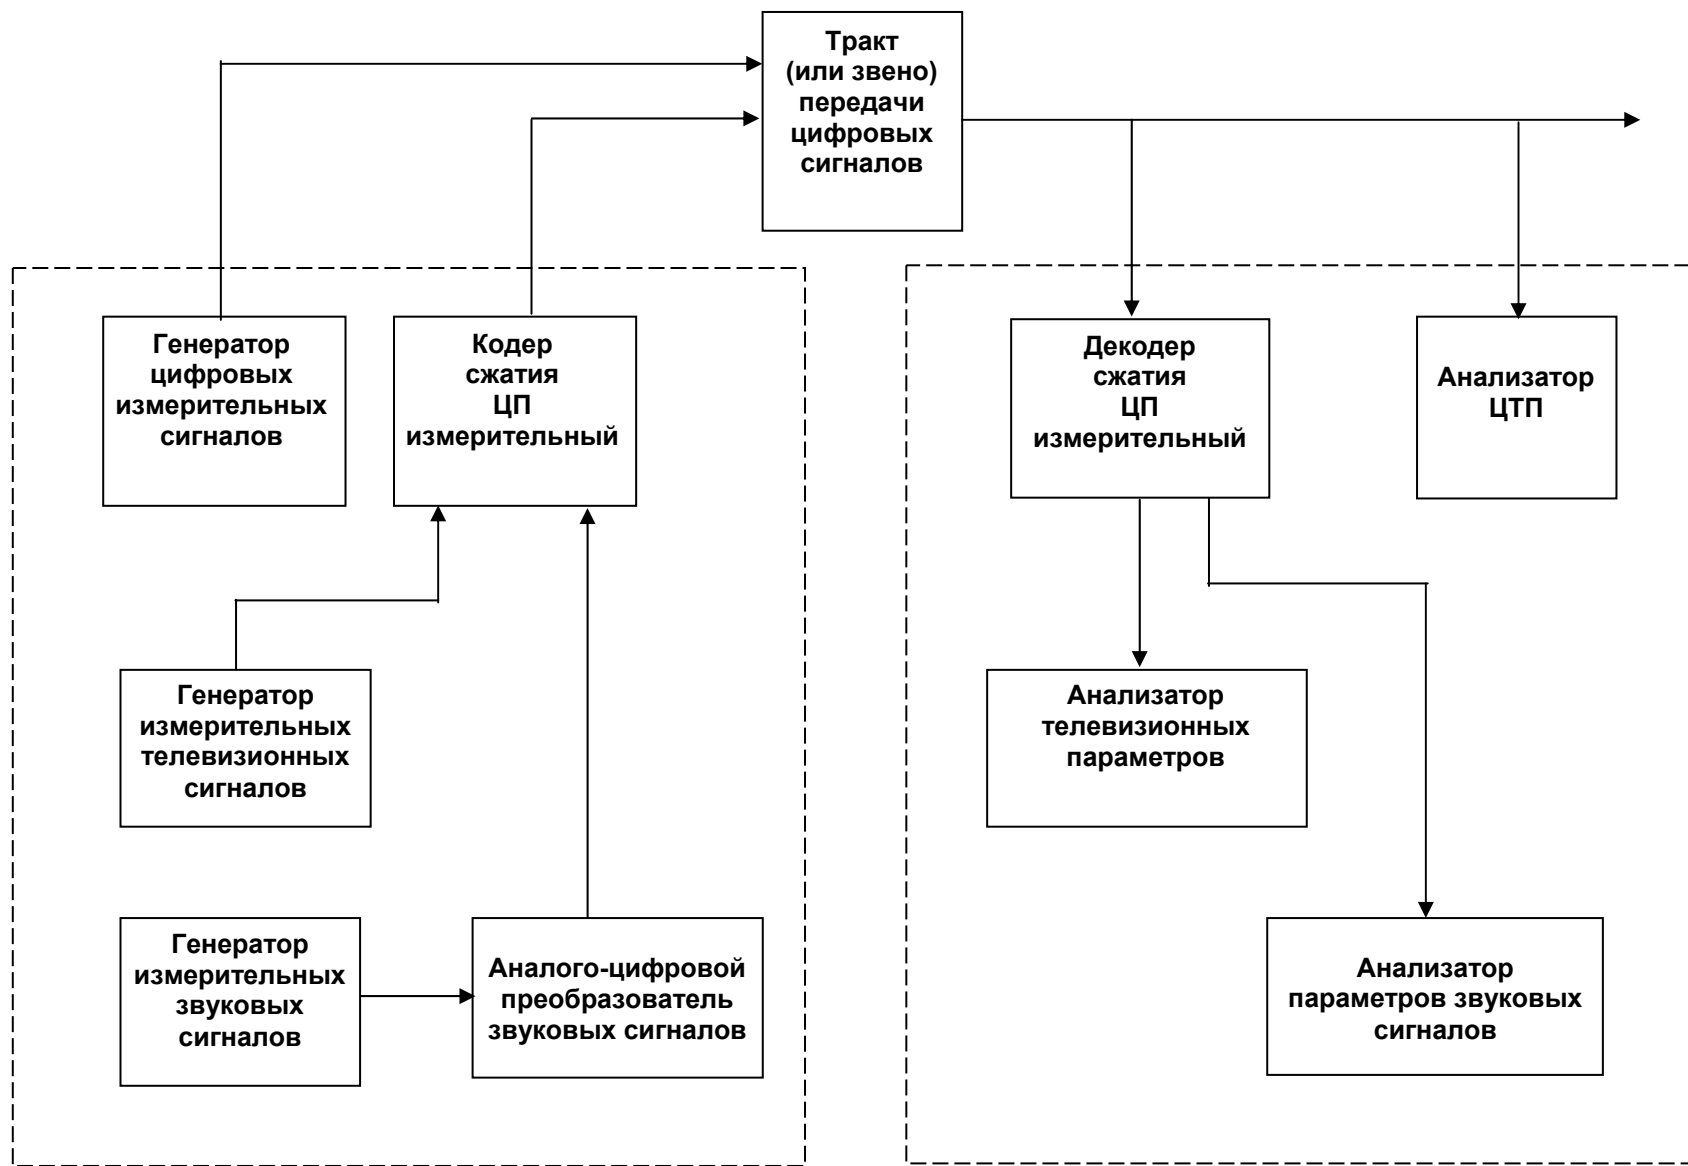 Тракт
(или звено)
передачи
цифровых
сигналов
Генератор
цифровых
измерительных
сигналов
Кодер
сжатия
ЦП
измерительный
Декодер
сжатия
ЦП
измерительный
Анализатор
ЦТП
Генератор
измерительных
телевизионных
сигналов
Анализатор
телевизионных
параметров
Генератор
измерительных
звуковых
сигналов
Аналого-цифровой
преобразователь
звуковых сигналов
Анализатор
параметров звуковых
сигналов